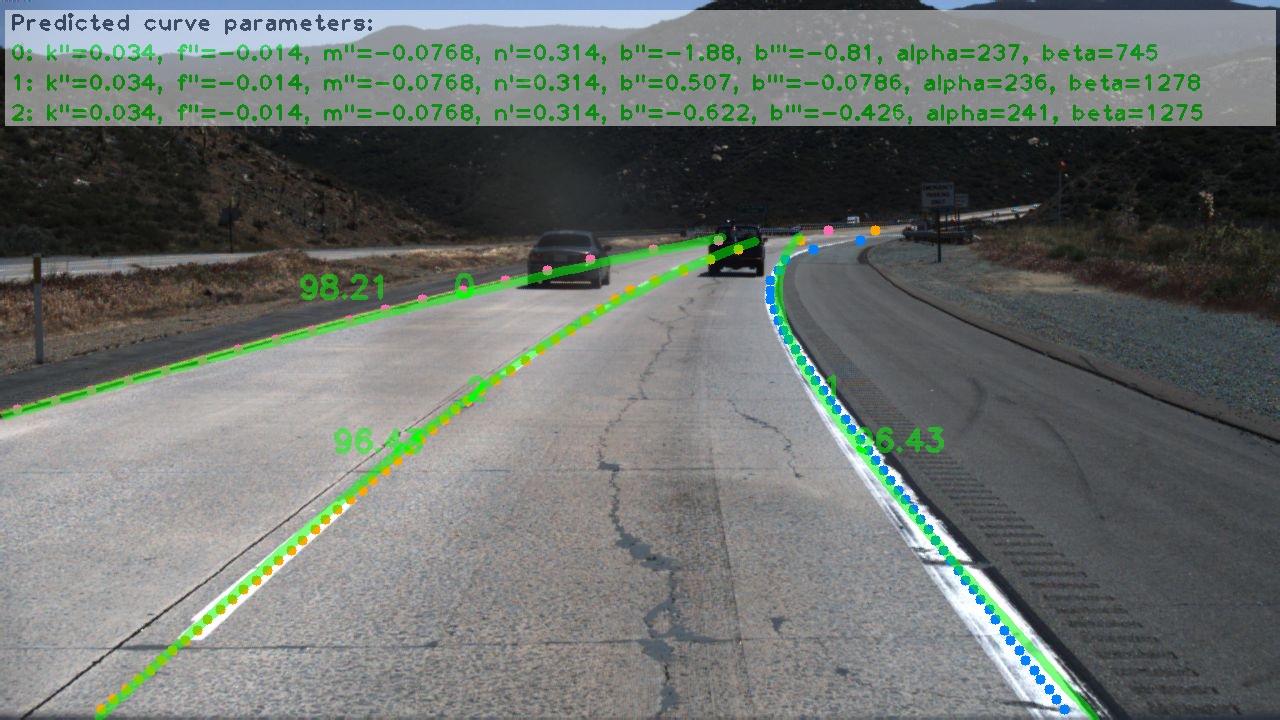 Predicted curve parameters:
0: k''=0.034, f''=-0.014, m''=-0.0768, n'=0.314, b''=-1.88, b'''=-0.81, alpha=237, beta=745
1: k''=0.034, f''=-0.014, m''=-0.0768, n'=0.314, b''=0.507, b'''=-0.0786, alpha=236, beta=1278
2: k''=0.034, f''=-0.014, m''=-0.0768, n'=0.314, b''=-0.622, b'''=-0.426, alpha=241, beta=1275
EMERGENCY
PARKING
ONLY
98.21 0
2 1
96.43 96.43